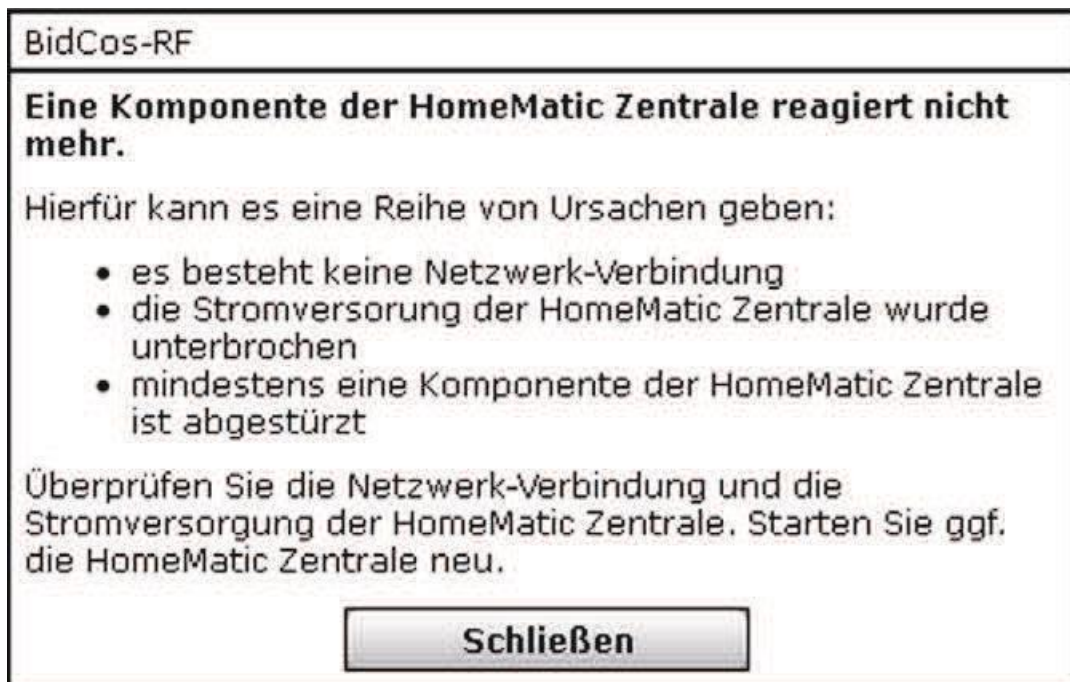 BidCos-RF
Eine Komponente der HomeMatic Zentrale reagiert nicht
mehr.
Hierfür kann es eine Reihe von Ursachen geben:
• es besteht keine Netzwerk-Verbindung
• die Stromversorung der HomeMatic Zentrale wurde
unterbrochen
• mindestens eine Komponente der HomeMatic Zentrale
ist abgestürzt
Überprüfen Sie die Netzwerk-Verbindung und die
Stromversorgung der HomeMatic Zentrale. Starten Sie ggf.
die HomeMatic Zentrale neu.
Schließen